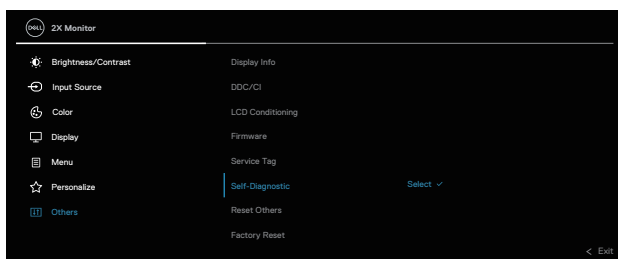 DELL 2X Monitor
Brightness/Contrast Display Info
Input Source DDC/CI
Color LCD Conditioning
Display Firmware
Menu Service Tag
Personalize Self-Diagnostic Select ✓
Others Reset Others
Factory Reset
< Exit